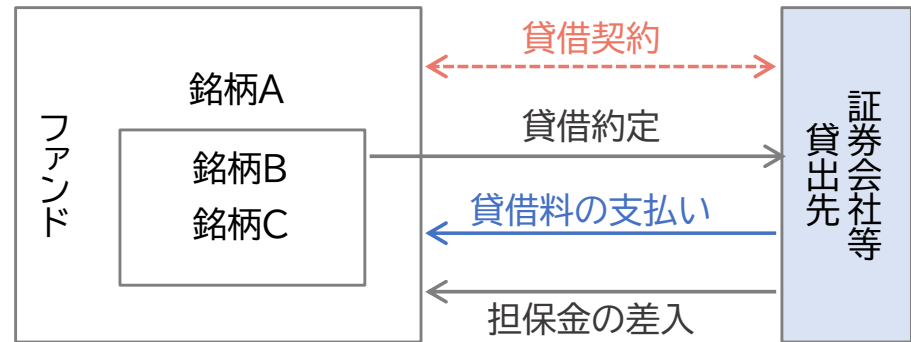 ファンド
銘柄A
銘柄B
銘柄C
貸借契約
貸借約定
貸借料の支払い
担保金の差入
証券会社等
貸出先